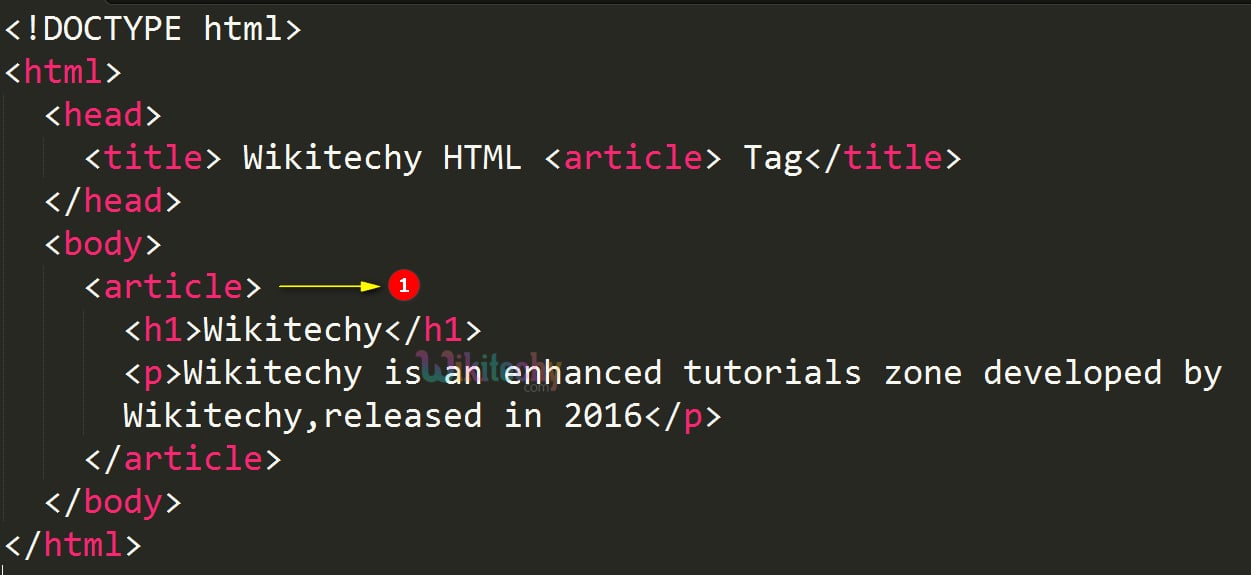 <!DOCTYPE html>
<html>
<head>
<title> Wikitechy HTML <article> Tag</title>
</head>
<body>
<article> 1
<h1>Wikitechy</h1>
Wikitechy.com
<p>Wikitechy is an enhanced tutorials zone developed by
Wikitechy,released in 2016</p>
</article>
</body>
</html>